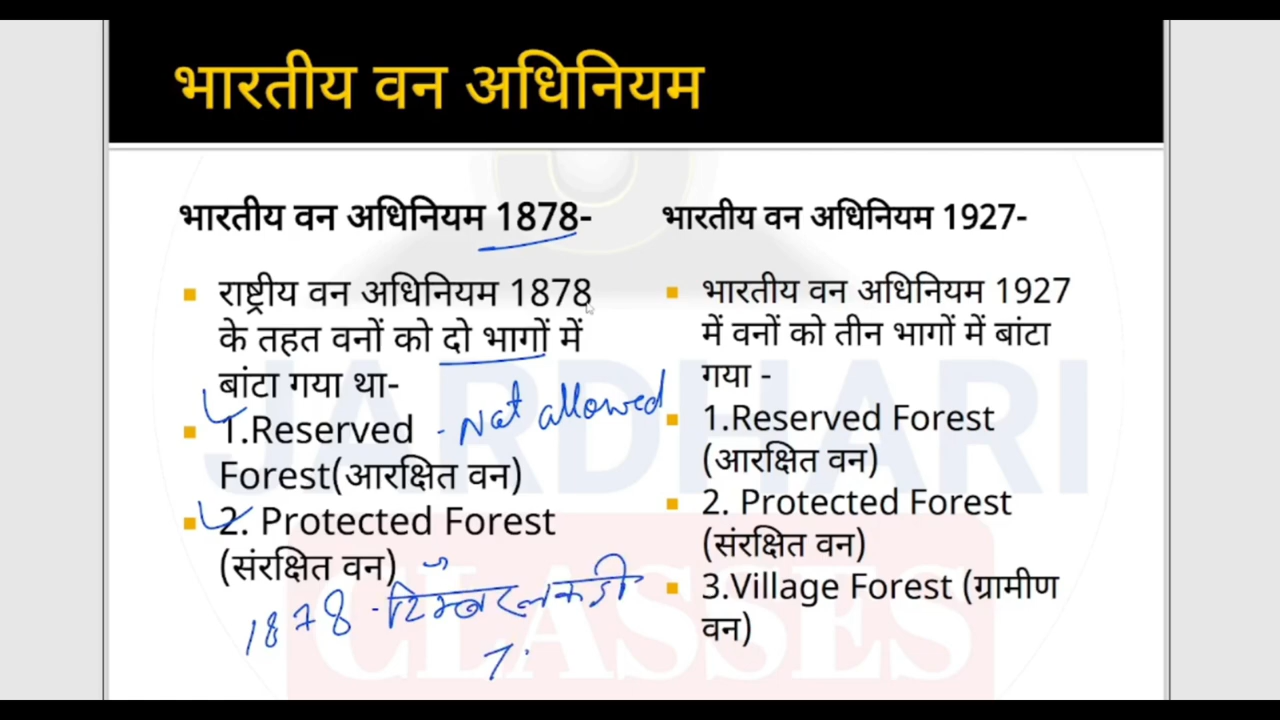 भारतीय वन अधिनियम
भारतीय वन अधिनियम 1878-
राष्ट्रीय वन अधिनियम 1878
के तहत वनों को दो भागों में
बांटा गया था-
1.Reserved - Not allowed
Forest(आरक्षित वन)
2. Protected Forest
(संरक्षित वन)
1878 -
भारतीय वन अधिनियम 1927-
भारतीय वन अधिनियम 1927
में वनों को तीन भागों में बांटा
गया -
1.Reserved Forest
(आरक्षित वन)
2. Protected Forest
(संरक्षित वन)
3.Village Forest (ग्रामीण
वन)
JARDHARI
CLASSES